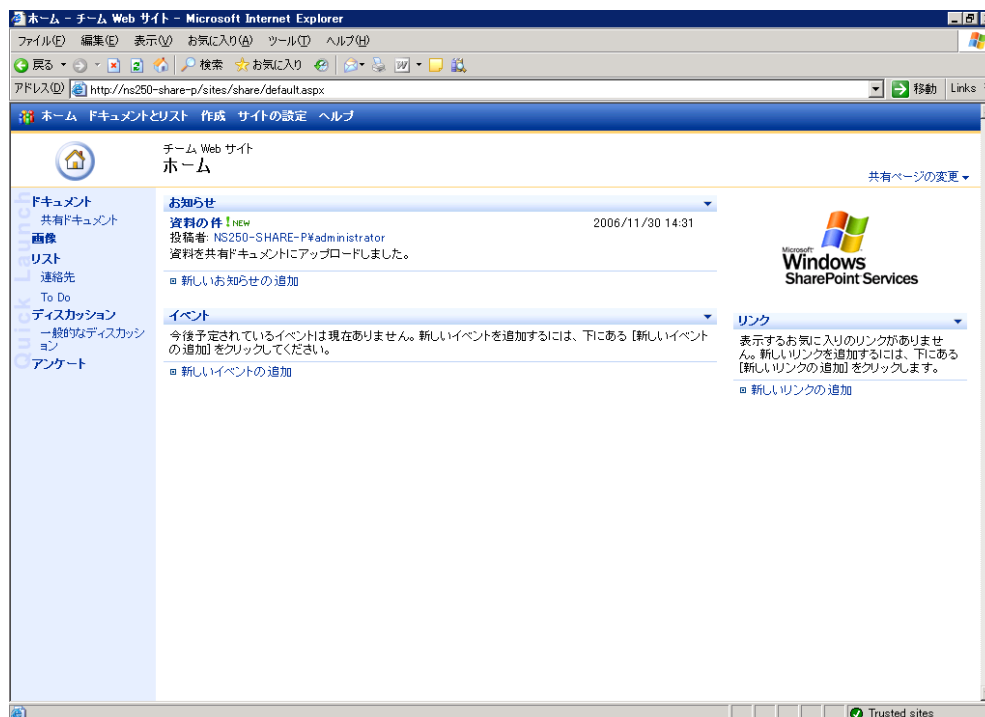 ホーム - チーム Web サイト - Microsoft Internet Explorer
ファイル(F) 編集(E) 表示(V) お気に入り(A) ツール(T) ヘルプ(H)
戻る 検索 お気に入り
アドレス(D) http://ns250-share-p/sites/share/default.aspx 移動 Links
ホーム ドキュメントとリスト 作成 サイトの設定 ヘルプ
チーム Web サイト
ホーム
共有ページの変更
Quick Launch
ドキュメント
共有ドキュメント
画像
リスト
連絡先
To Do
ディスカッション
一般的なディスカッシ
ョン
アンケート
お知らせ
資料の件 ! NEW 2006/11/30 14:31
投稿者: NS250-SHARE-P¥administrator
資料を共有ドキュメントにアップロードしました。
新しいお知らせの追加
イベント
今後予定されているイベントは現在ありません。新しいイベントを追加するには、下にある [新しいイベント
の追加] をクリックしてください。
新しいイベントの追加
Microsoft
Windows
SharePoint Services
リンク
表示するお気に入りのリンクがありませ
ん。新しいリンクを追加するには、下にある
[新しいリンクの追加] をクリックします。
新しいリンクの追加
Trusted sites